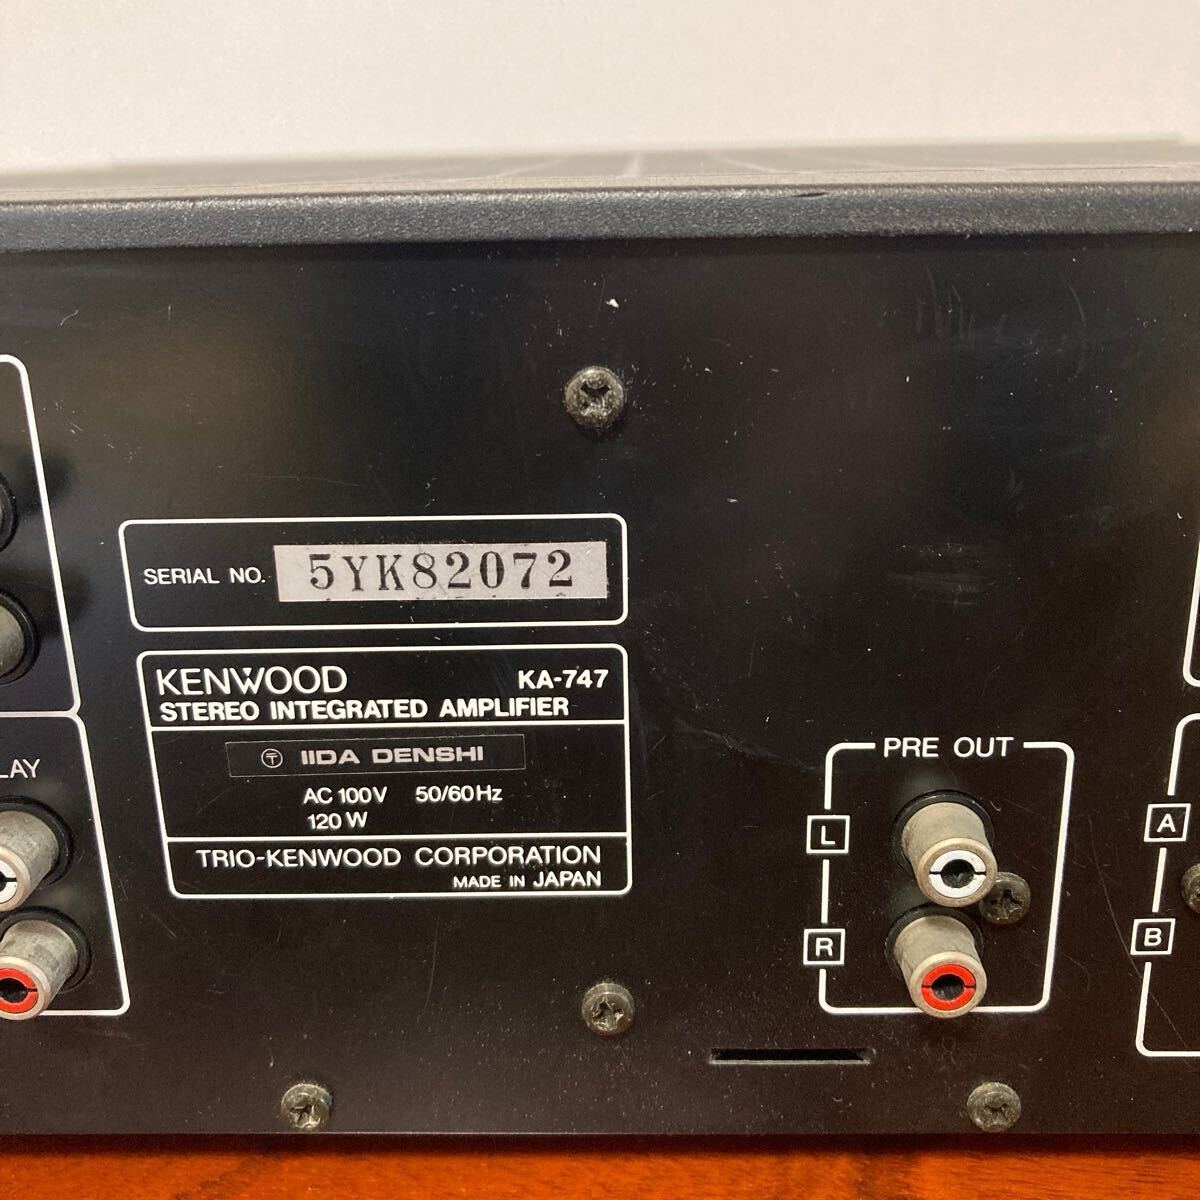 SERIAL NO. 5YK82072
KENWOOD KA-747
STEREO INTEGRATED AMPLIFIER
〒 IIDA DENSHI
AC 100V 50/60Hz
120W
TRIO-KENWOOD CORPORATION
MADE IN JAPAN
LAY
PRE OUT
L
R
A
B